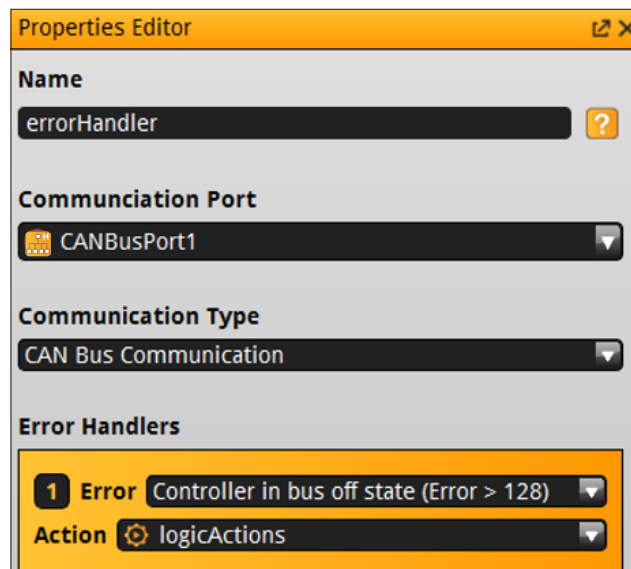 Properties Editor
Name
errorHandler
?
Communciation Port
CANBusPort1
Communication Type
CAN Bus Communication
Error Handlers
1 Error Controller in bus off state (Error > 128)
Action logicActions